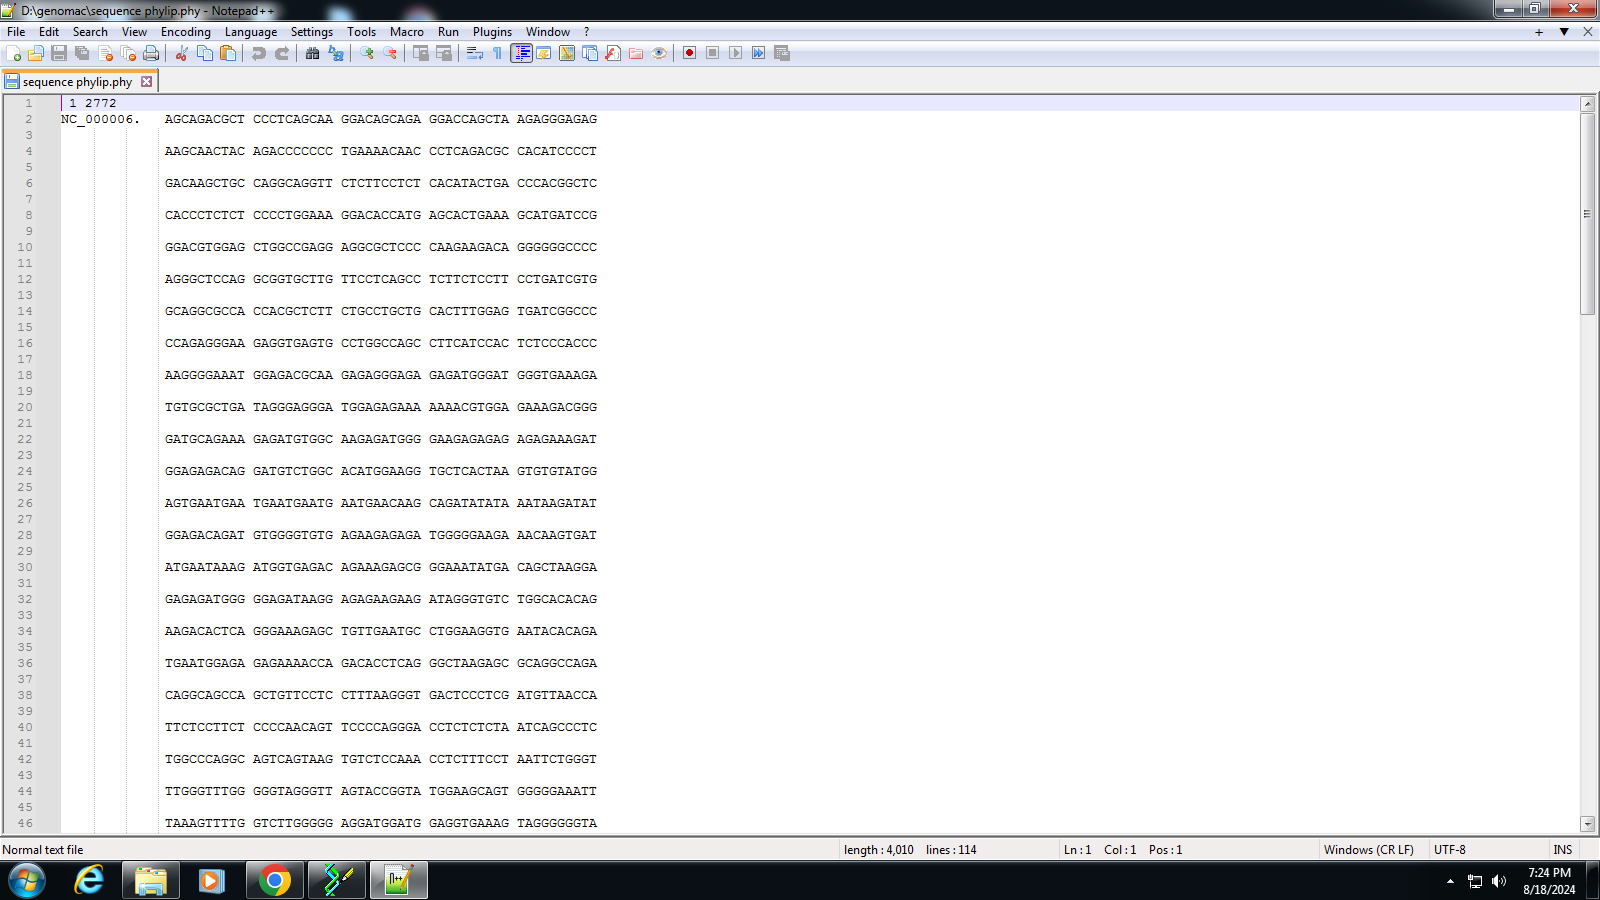 D:\genomac\sequence phylip.phy - Notepad++
File Edit Search View Encoding Language Settings Tools Macro Run Plugins Window ? + ▼ X
sequence phylip.phy
1 1 2772
2 NC_000006. AGCAGACGCT CCCTCAGCAA GGACAGCAGA GGACCAGCTA AGAGGGAGAG
3
4 AAGCAACTAC AGACCCCCCC TGAAAACAAC CCTCAGACGC CACATCCCCT
5
6 GACAAGCTGC CAGGCAGGTT CTCTTCCTCT CACATACTGA CCCACGGCTC
7
8 CACCCTCTCT CCCCTGGAAA GGACACCATG AGCACTGAAA GCATGATCCG
9
10 GGACGTGGAG CTGGCCGAGG AGGCGCTCCC CAAGAAGACA GGGGGGCCCC
11
12 AGGGCTCCAG GCGGTGCTTG TTCCTCAGCC TCTTCTCCTT CCTGATCGTG
13
14 GCAGGCGCCA CCACGCTCTT CTGCCTGCTG CACTTTGGAG TGATCGGCCC
15
16 CCAGAGGGAA GAGGTGAGTG CCTGGCCAGC CTTCATCCAC TCTCCCACCC
17
18 AAGGGGAAAT GGAGACGCAA GAGAGGGAGA GAGATGGGAT GGGTGAAAGA
19
20 TGTGCGCTGA TAGGGAGGGA TGGAGAGAAA AAAACGTGGA GAAAGACGGG
21
22 GATGCAGAAA GAGATGTGGC AAGAGATGGG GAAGAGAGAG AGAGAAAGAT
23
24 GGAGAGACAG GATGTCTGGC ACATGGAAGG TGCTCACTAA GTGTGTATGG
25
26 AGTGAATGAA TGAATGAATG AATGAACAAG CAGATATATA AATAAGATAT
27
28 GGAGACAGAT GTGGGGTGTG AGAAGAGAGA TGGGGGAAGA AACAAGTGAT
29
30 ATGAATAAAG ATGGTGAGAC AGAAAGAGCG GGAAATATGA CAGCTAAGGA
31
32 GAGAGATGGG GGAGATAAGG AGAGAAGAAG ATAGGGTGTC TGGCACACAG
33
34 AAGACACTCA GGGAAAGAGC TGTTGAATGC CTGGAAGGTG AATACACAGA
35
36 TGAATGGAGA GAGAAAACCA GACACCTCAG GGCTAAGAGC GCAGGCCAGA
37
38 CAGGCAGCCA GCTGTTCCTC CTTTAAGGGT GACTCCCTCG ATGTTAACCA
39
40 TTCTCCTTCT CCCCAACAGT TCCCCAGGGA CCTCTCTCTA ATCAGCCCTC
41
42 TGGCCCAGGC AGTCAGTAAG TGTCTCCAAA CCTCTTTCCT AATTCTGGGT
43
44 TTGGGTTTGG GGGTAGGGTT AGTACCGGTA TGGAAGCAGT GGGGGAAATT
45
46 TAAAGTTTTG GTCTTGGGGG AGGATGGATG GAGGTGAAAG TAGGGGGGTA
Normal text file length : 4,010 lines : 114 Ln : 1 Col : 1 Pos : 1 Windows (CR LF) UTF-8 INS
7:24 PM
8/18/2024